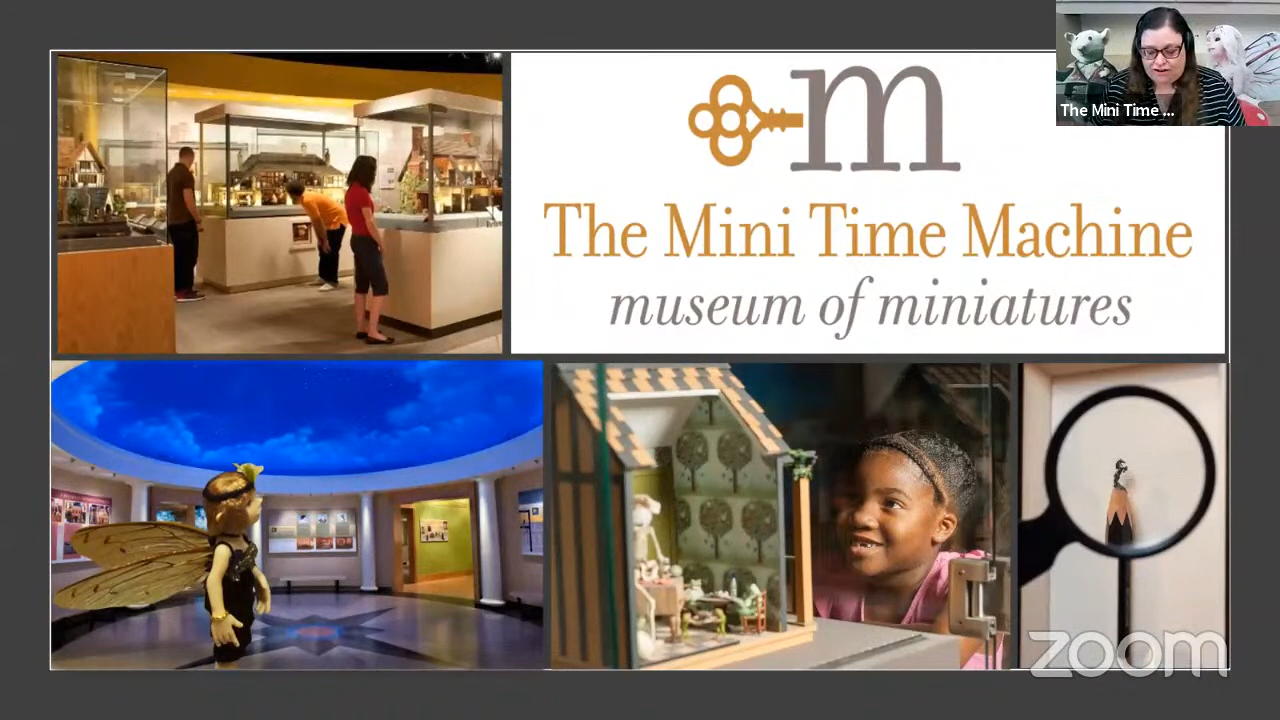 m
The Mini Time Machine
museum of miniatures
The Mini Time ...
zoom